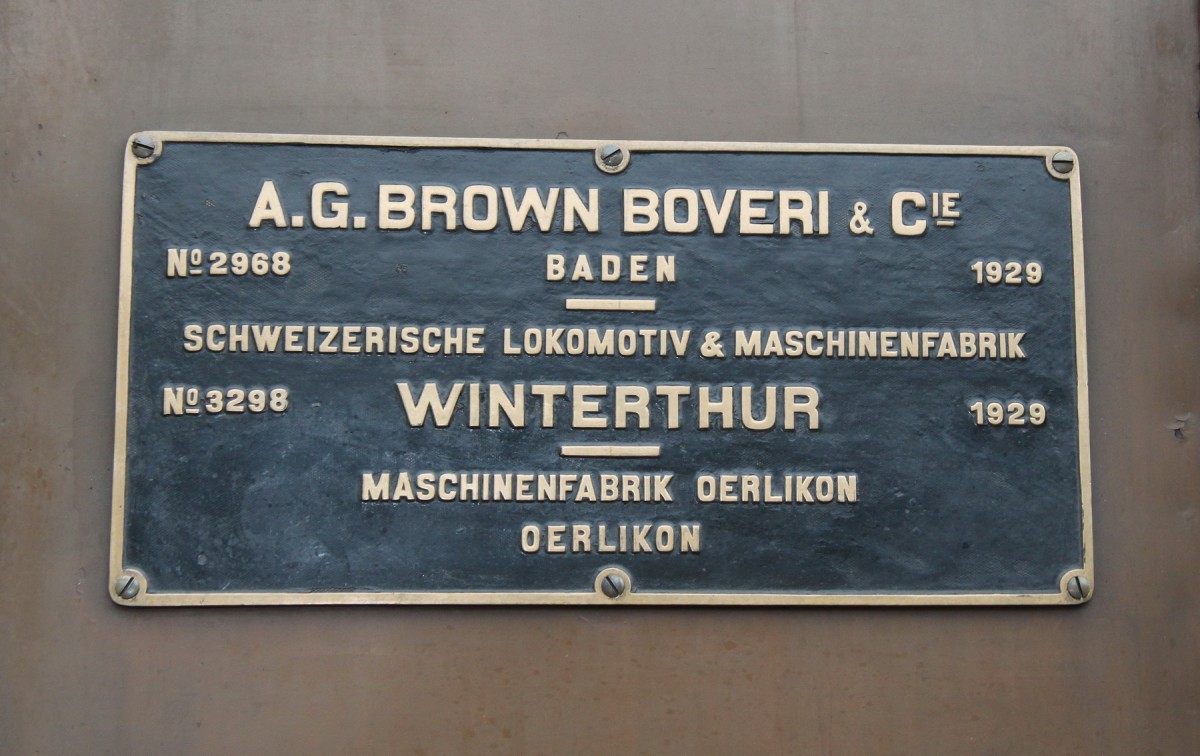 A.G. BROWN BOVERI & CIE
Nº 2968 BADEN 1929
SCHWEIZERISCHE LOKOMOTIV & MASCHINENFABRIK
Nº 3298 WINTERTHUR 1929
MASCHINENFABRIK OERLIKON
OERLIKON